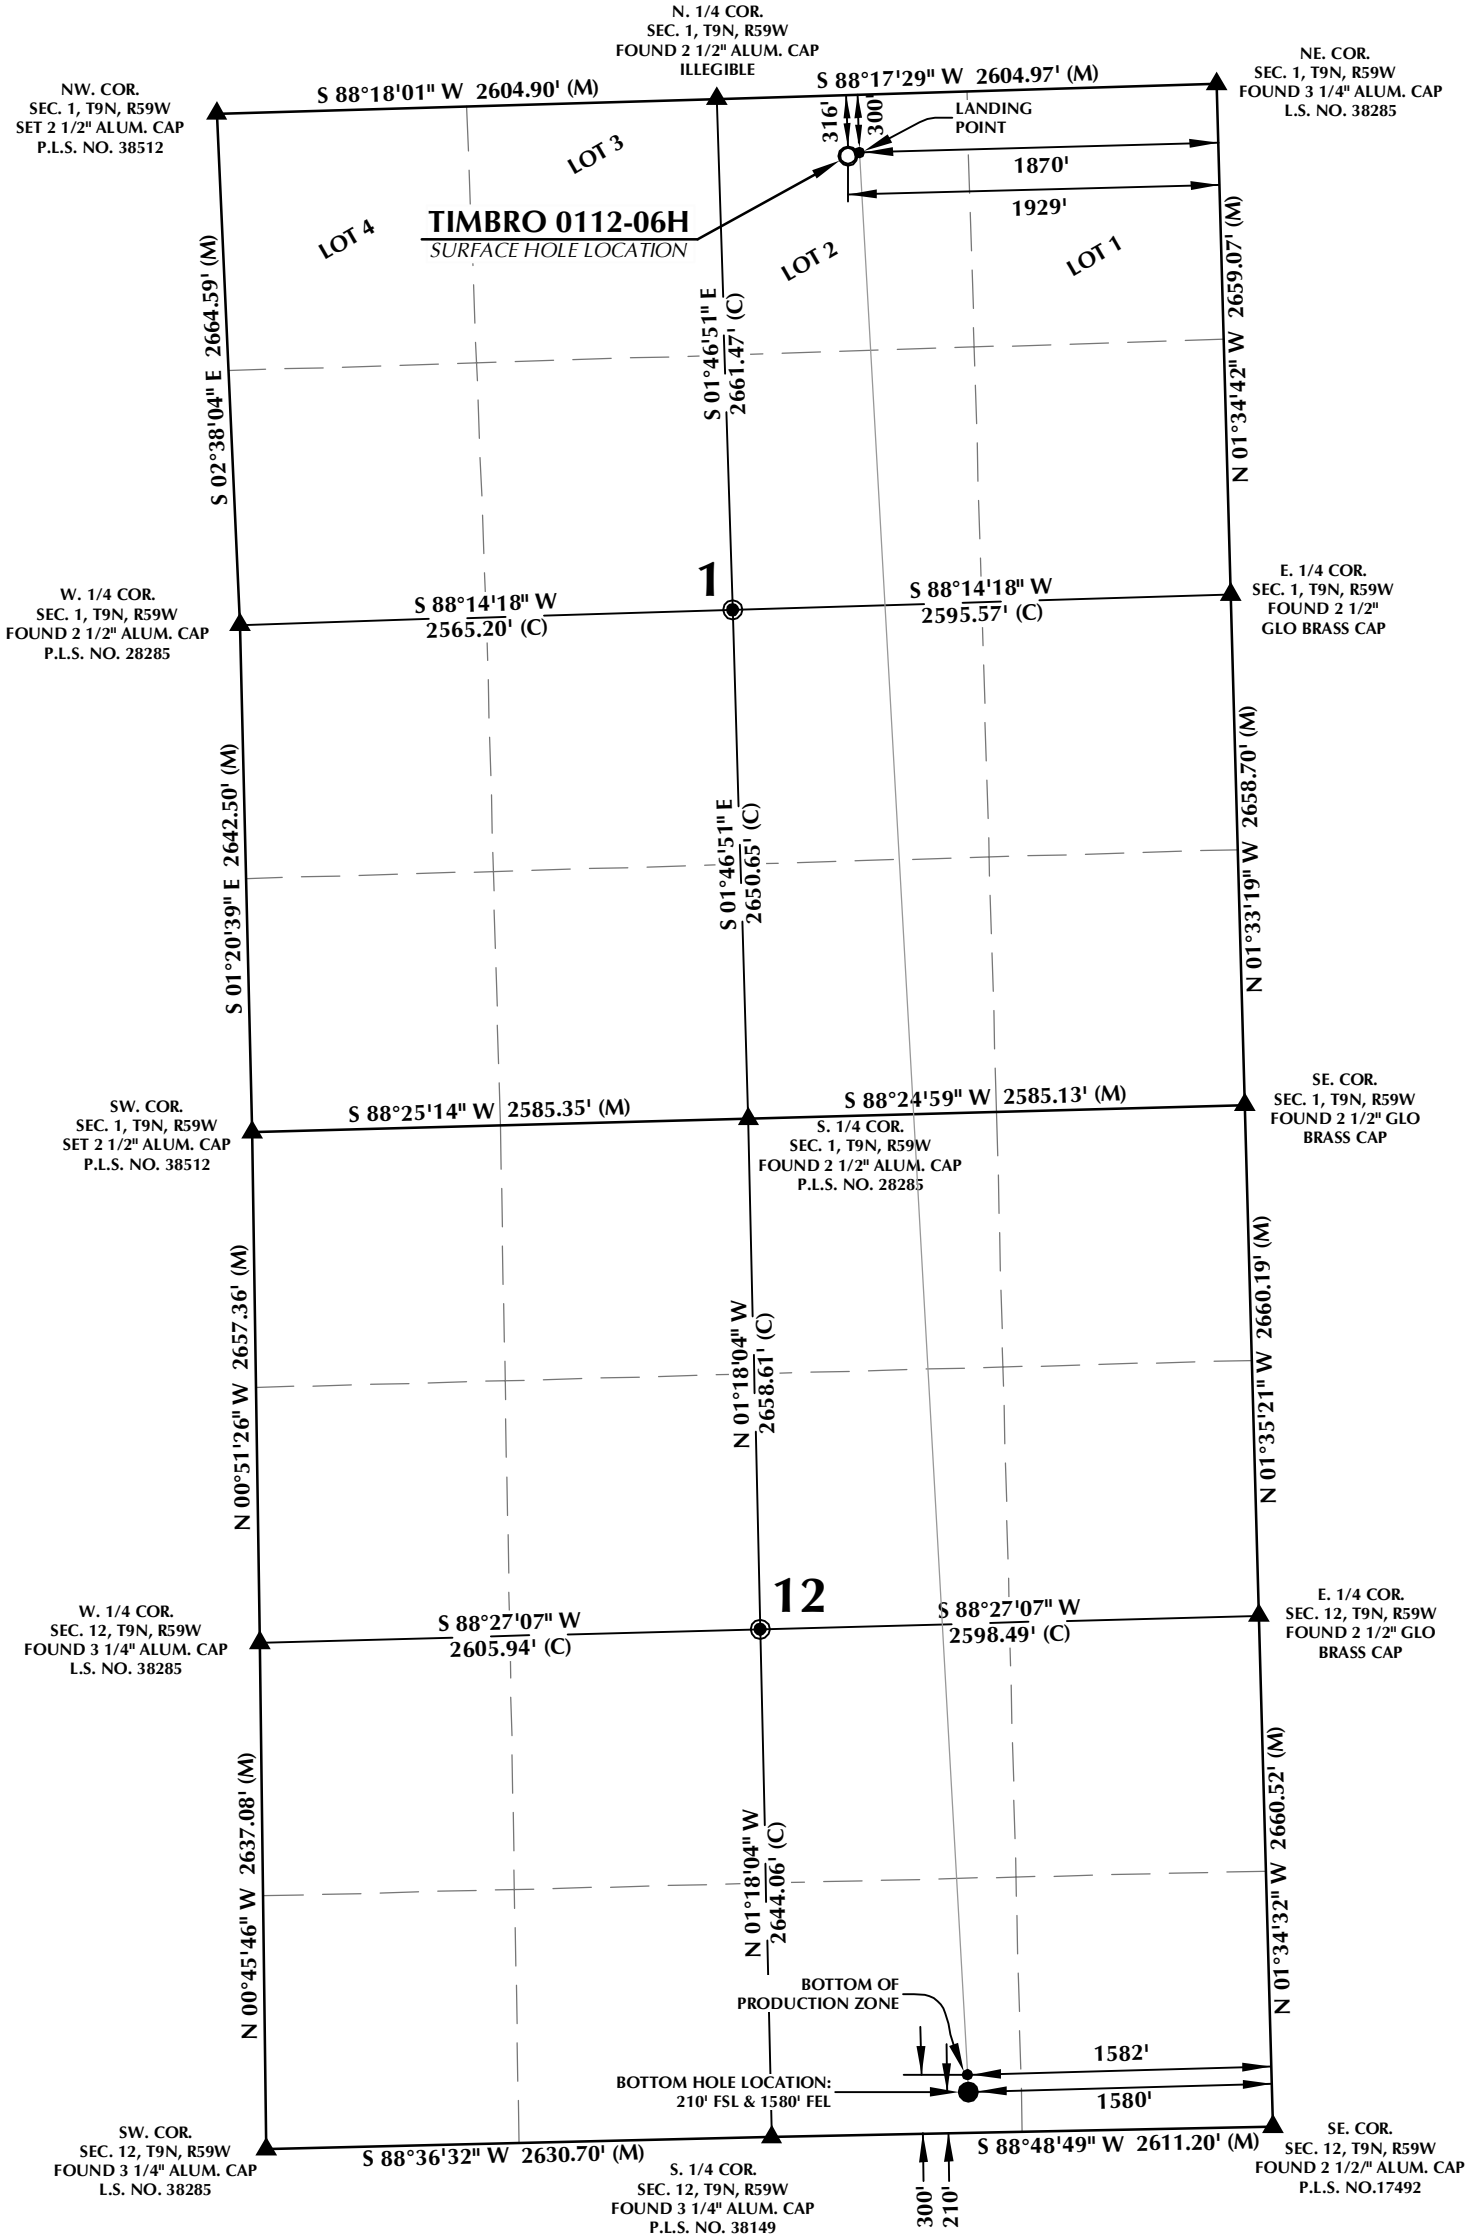 N. 1/4 COR.
SEC. 1, T9N, R59W
FOUND 2 1/2" ALUM. CAP
ILLEGIBLE
NE. COR.
SEC. 1, T9N, R59W
FOUND 3 1/4" ALUM. CAP
L.S. NO. 38285
NW. COR.
SEC. 1, T9N, R59W
SET 2 1/2" ALUM. CAP
P.L.S. NO. 38512
S 88°18'01" W 2604.90' (M)
S 88°17'29" W 2604.97' (M)
316'
300'
LANDING
POINT
1870'
1929'
LOT 3
LOT 4
TIMBRO 0112-06H
SURFACE HOLE LOCATION
LOT 2
LOT 1
S 02°38'04" E 2664.59' (M)
S 01°46'51" E
2661.47' (C)
N 01°34'42" W 2659.07' (M)
1
W. 1/4 COR.
SEC. 1, T9N, R59W
FOUND 2 1/2" ALUM. CAP
P.L.S. NO. 28285
S 88°14'18" W
2565.20' (C)
S 88°14'18" W
2595.57' (C)
E. 1/4 COR.
SEC. 1, T9N, R59W
FOUND 2 1/2"
GLO BRASS CAP
S 01°20'39" E 2642.50' (M)
S 01°46'51" E
2650.65' (C)
N 01°33'19" W 2658.70' (M)
SW. COR.
SEC. 1, T9N, R59W
SET 2 1/2" ALUM. CAP
P.L.S. NO. 38512
S 88°25'14" W 2585.35' (M)
S 88°24'59" W 2585.13' (M)
S. 1/4 COR.
SEC. 1, T9N, R59W
FOUND 2 1/2" ALUM. CAP
P.L.S. NO. 28285
SE. COR.
SEC. 1, T9N, R59W
FOUND 2 1/2" GLO
BRASS CAP
N 00°51'26" W 2657.36' (M)
N 01°18'04" W
2658.61' (C)
N 01°35'21" W 2660.19' (M)
12
W. 1/4 COR.
SEC. 12, T9N, R59W
FOUND 3 1/4" ALUM. CAP
L.S. NO. 38285
S 88°27'07" W
2605.94' (C)
S 88°27'07" W
2598.49' (C)
E. 1/4 COR.
SEC. 12, T9N, R59W
FOUND 2 1/2" GLO
BRASS CAP
N 00°45'46" W 2637.08' (M)
N 01°18'04" W
2644.06' (C)
N 01°34'32" W 2660.52' (M)
BOTTOM OF
PRODUCTION ZONE
1582'
BOTTOM HOLE LOCATION:
210' FSL & 1580' FEL
1580'
SW. COR.
SEC. 12, T9N, R59W
FOUND 3 1/4" ALUM. CAP
L.S. NO. 38285
S 88°36'32" W 2630.70' (M)
S 88°48'49" W 2611.20' (M)
S. 1/4 COR.
SEC. 12, T9N, R59W
FOUND 3 1/4" ALUM. CAP
P.L.S. NO. 38149
300'
210'
SE. COR.
SEC. 12, T9N, R59W
FOUND 2 1/2/" ALUM. CAP
P.L.S. NO.17492